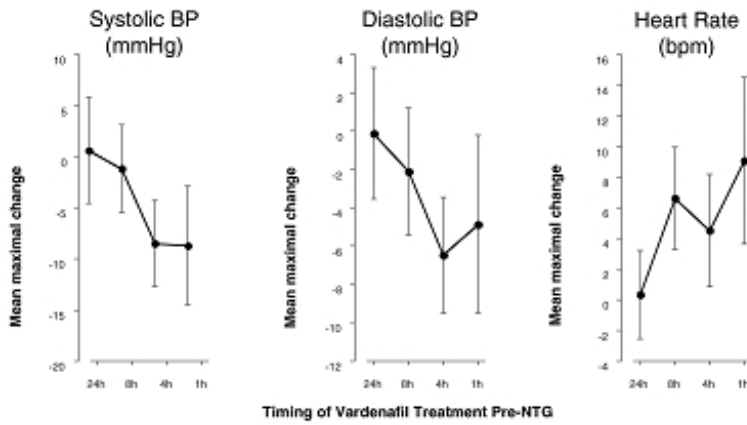 Systolic BP
(mmHg)
Mean maximal change
10
5
0
-5
-10
-15
-20
24h 8h 4h 1h
Diastolic BP
(mmHg)
Mean maximal change
4
2
0
-2
-4
-6
-8
-10
-12
24h 8h 4h 1h
Heart Rate
(bpm)
Mean maximal change
16
14
12
10
8
6
4
2
0
-2
-4
24h 8h 4h 1h
Timing of Vardenafil Treatment Pre-NTG